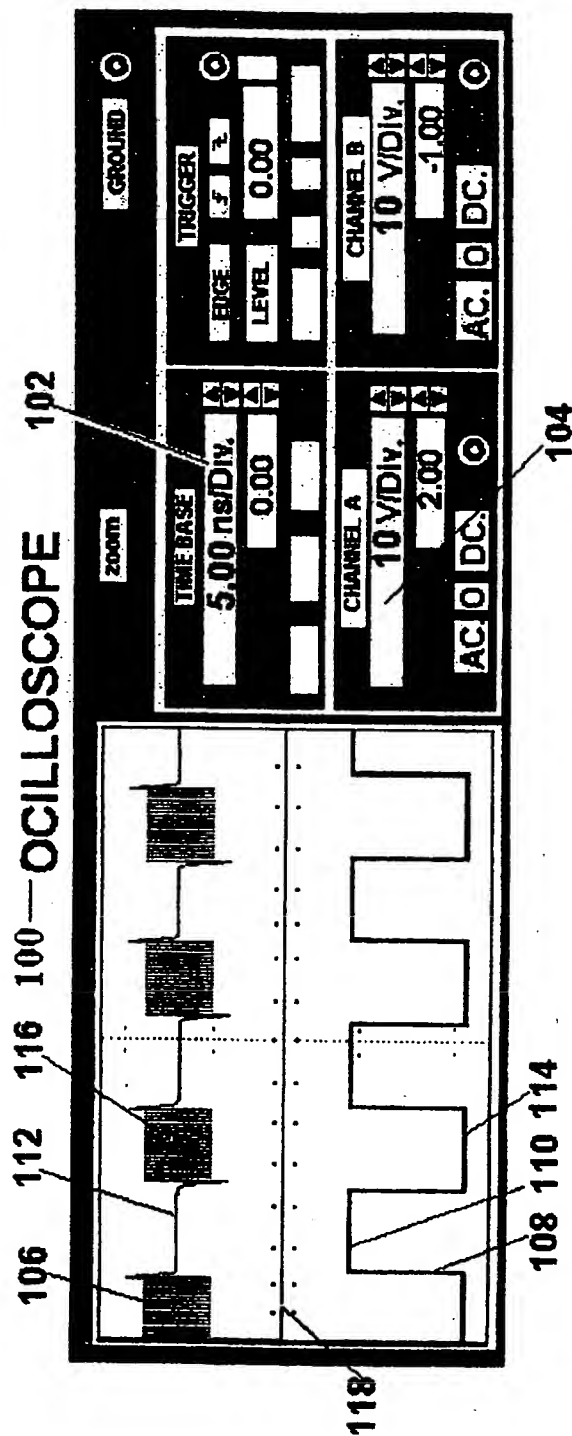 100—OCILLOSCOPE
106
112
116
102
zoom
GROUND
TIME BASE
5.00 ns/Div.
0.00
TRIGGER
EDGE
LEVEL
0.00
CHANNEL A
10 V/Div.
2.00
AC. O DC.
CHANNEL B
10 V/Div.
-1.00
AC. O DC.
118
108
110
114
104